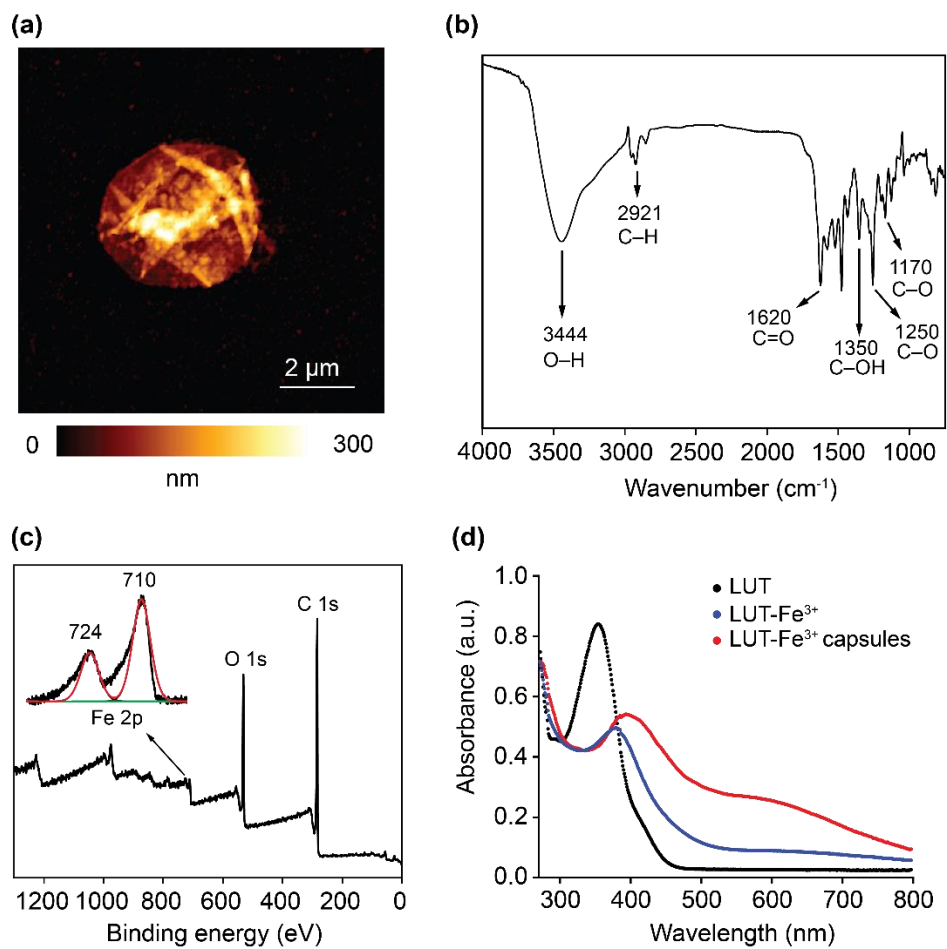 (a)
2 μm
0
300
nm
(b)
2921
C–H
3444
O–H
1620
C=O
1350
C–OH
1170
C–O
1250
C–O
4000 3500 3000 2500 2000 1500 1000
Wavenumber (cm⁻¹)
(c)
710
724
C 1s
O 1s
Fe 2p
1200 1000 800 600 400 200 0
Binding energy (eV)
(d)
LUT
LUT-Fe³⁺
LUT-Fe³⁺ capsules
1.0
0.8
0.6
0.4
0.2
0.0
Absorbance (a.u.)
300 400 500 600 700 800
Wavelength (nm)